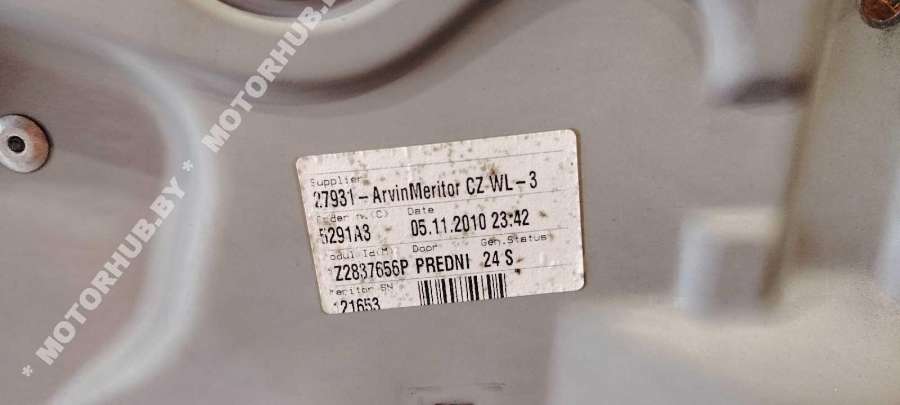 * MOTORHUB.BY * MOTORHUB.BY *
Supplier
27931-ArvinMeritor CZ WL-3
Order n.(C) Date
5291A3 05.11.2010 23:42
Modul Id(M) Door Gen.Status
1Z2837656P PREDNI 24 S
Meritor SN
121653